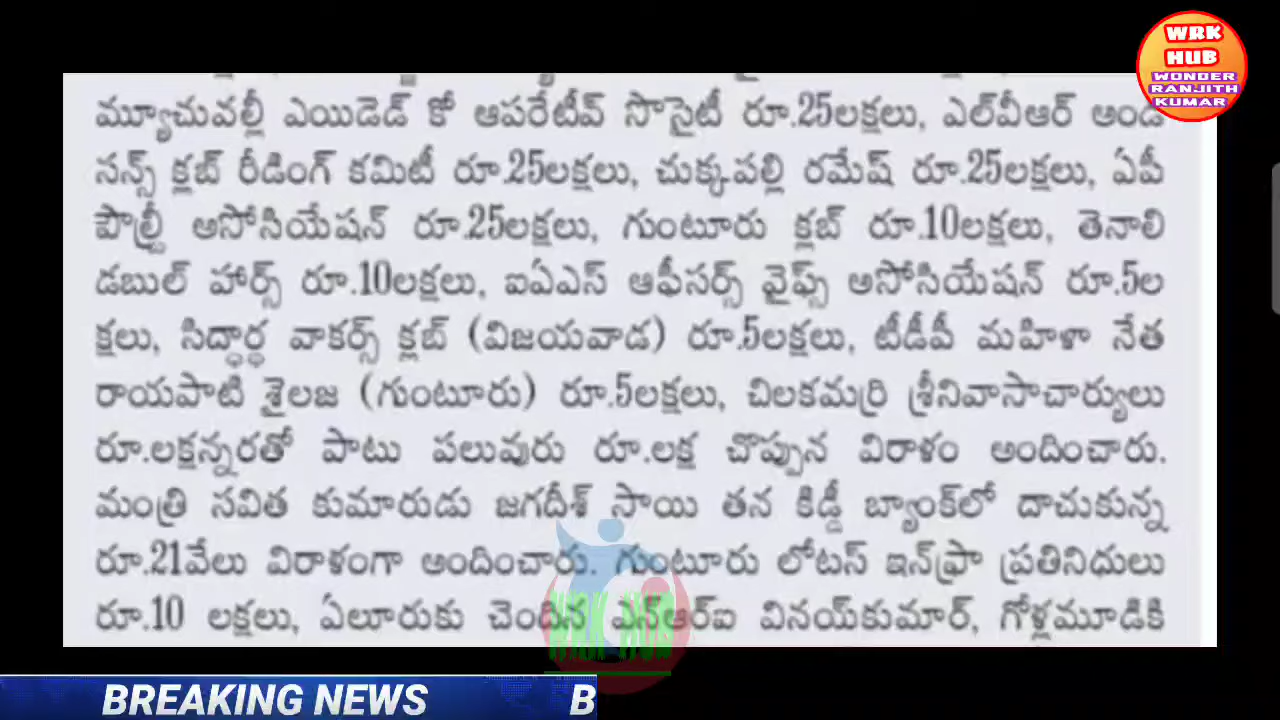 WRK
HUB
WONDER
RANJITH
KUMAR
మ్యూచువల్లీ ఎయిడెడ్ కో ఆపరేటివ్ సొసైటీ రూ.25లక్షలు, ఎల్‌వీఆర్ అండ్
సన్స్ క్లబ్ రీడింగ్ కమిటీ రూ.25లక్షలు, చుక్కపల్లి రమేష్ రూ.25లక్షలు, ఏపీ
పౌల్ట్రీ అసోసియేషన్ రూ.25లక్షలు, గుంటూరు క్లబ్ రూ.10లక్షలు, తెనాలి
డబుల్ హార్స్ రూ.10లక్షలు, ఐఏఎస్ ఆఫీసర్స్ వైఫ్స్ అసోసియేషన్ రూ.5ల
క్షలు, సిద్ధార్థ వాకర్స్ క్లబ్ (విజయవాడ) రూ.5లక్షలు, టీడీపీ మహిళా నేత
రాయపాటి శైలజ (గుంటూరు) రూ.5లక్షలు, చిలకమర్రి శ్రీనివాసాచార్యులు
రూ.లక్షన్నరతో పాటు పలువురు రూ.లక్ష చొప్పున విరాళం అందించారు.
మంత్రి సవిత కుమారుడు జగదీశ్ సాయి తన కిడ్డీ బ్యాంక్‌లో దాచుకున్న
రూ.21వేలు విరాళంగా అందించారు. గుంటూరు లోటస్ ఇన్‌ఫ్రా ప్రతినిధులు
రూ.10 లక్షలు, ఏలూరుకు చెందిన ఎన్ఆర్ఐ వినయ్‌కుమార్, గోళ్లమూడికి
WRK HUB
BREAKING NEWS B